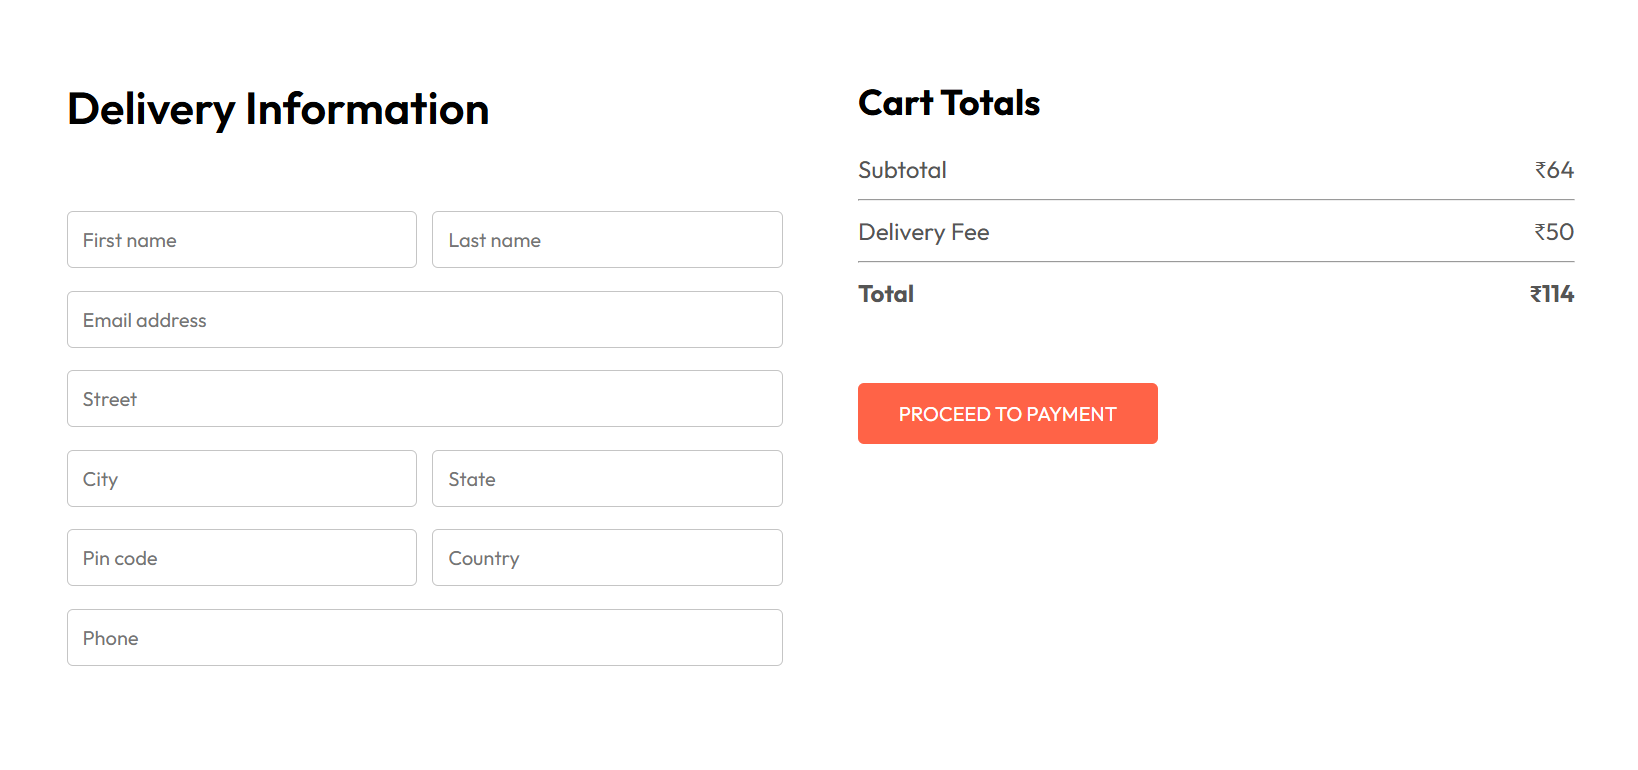 Delivery Information
First name
Last name
Email address
Street
City
State
Pin code
Country
Phone
Cart Totals
Subtotal ₹64
Delivery Fee ₹50
Total ₹114
PROCEED TO PAYMENT